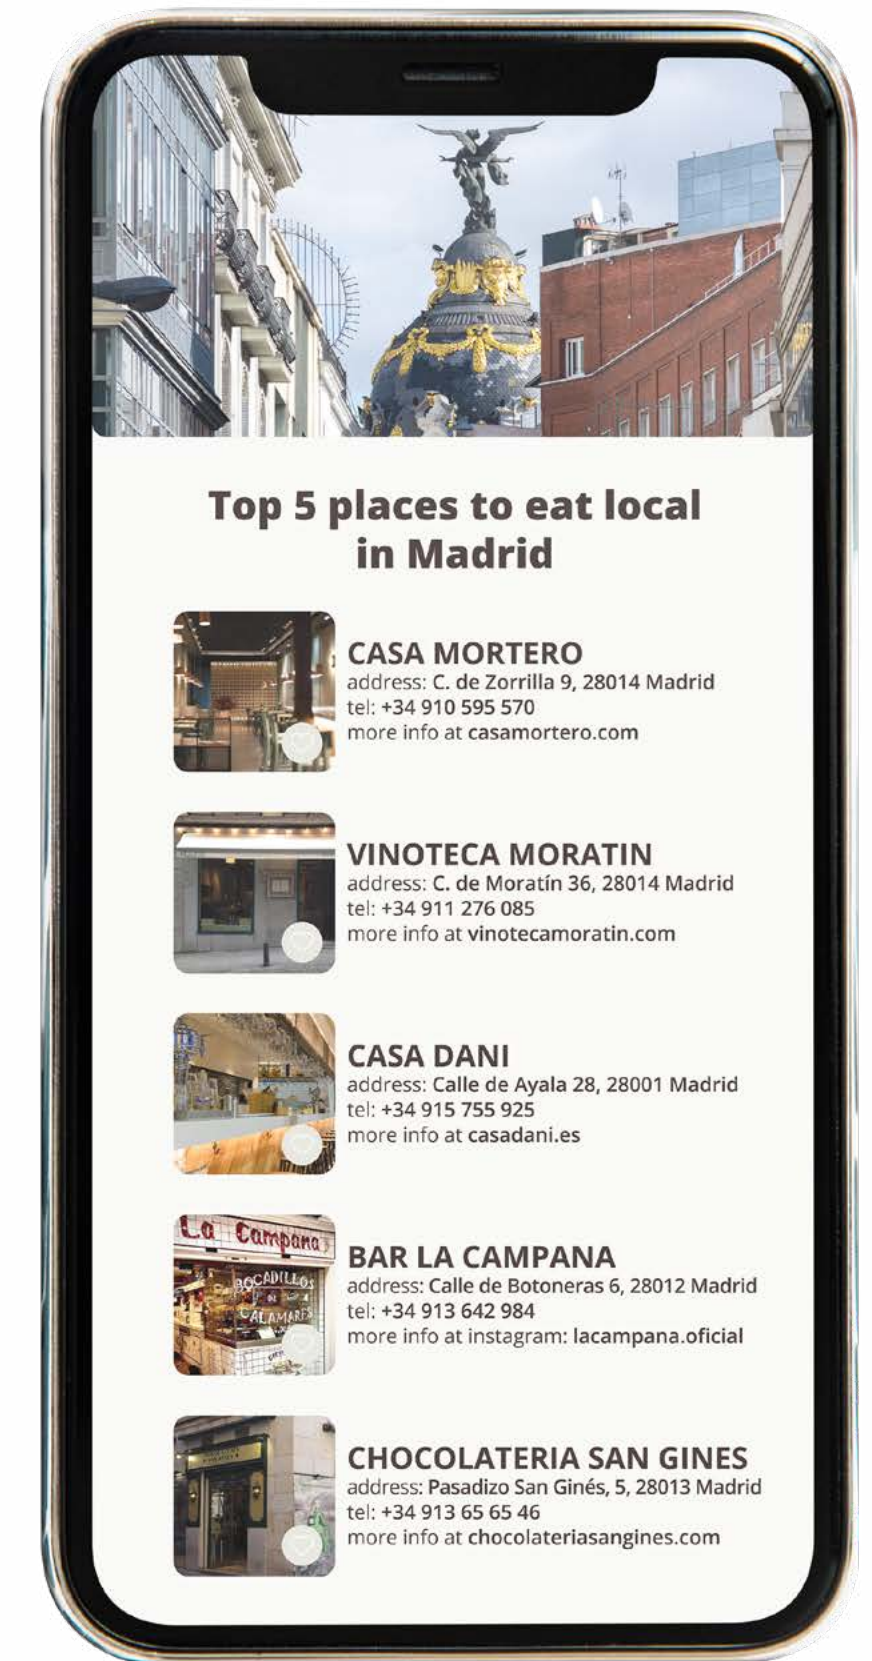 Top 5 places to eat local
in Madrid
CASA MORTERO
address: C. de Zorrilla 9, 28014 Madrid
tel: +34 910 595 570
more info at casamortero.com
VINOTECA MORATIN
address: C. de Moratín 36, 28014 Madrid
tel: +34 911 276 085
more info at vinotecamoratin.com
CASA DANI
address: Calle de Ayala 28, 28001 Madrid
tel: +34 915 755 925
more info at casadani.es
La Campana
BOCADILLOS
DE
CALAMARES
BAR LA CAMPANA
address: Calle de Botoneras 6, 28012 Madrid
tel: +34 913 642 984
more info at instagram: lacampana.oficial
CHOCOLATERIA SAN GINES
address: Pasadizo San Ginés, 5, 28013 Madrid
tel: +34 913 65 65 46
more info at chocolateriasangines.com